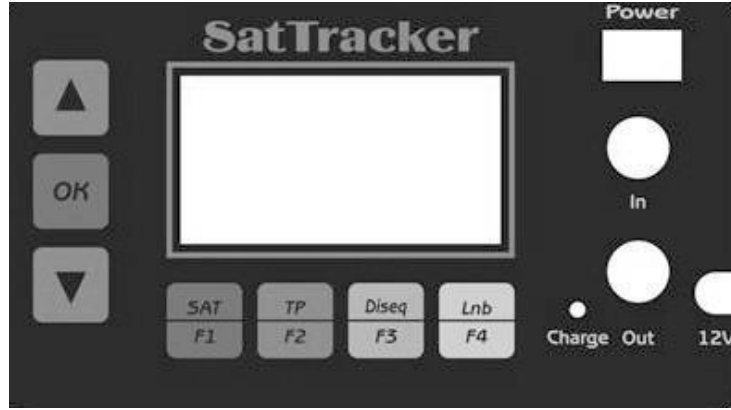 Power
SatTracker
OK
In
SAT
F1
TP
F2
Diseq
F3
Lnb
F4
Charge
Out
12V